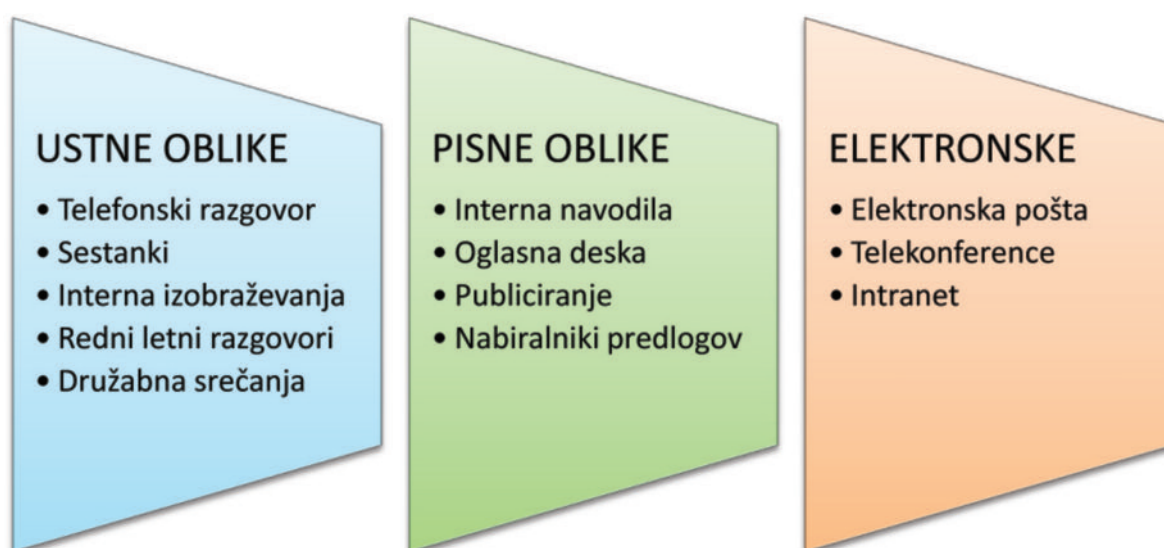 USTNE OBLIKE
• Telefonski razgovor
• Sestanki
• Interna izobraževanja
• Redni letni razgovori
• Družabna srečanja
PISNE OBLIKE
• Interna navodila
• Oglasna deska
• Publiciranje
• Nabiralniki predlogov
ELEKTRONSKE
• Elektronska pošta
• Telekonference
• Intranet